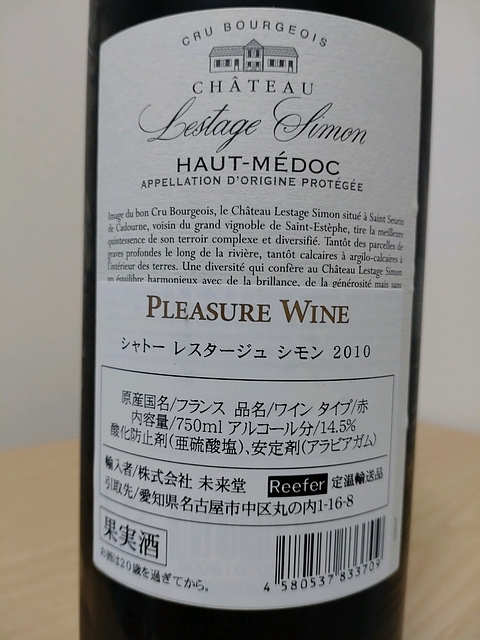 CRU BOURGEOIS
CHÂTEAU
Lestage Simon
HAUT-MÉDOC
APPELLATION D'ORIGINE PROTÉGÉE
Image du bon Cru Bourgeois, le Château Lestage Simon situé à Saint Seurin
de Cadourne, voisin du grand vignoble de Saint-Estèphe, tire la meilleure
quintessence de son terroir complexe et diversifié. Tantôt des parcelles de
graves profondes le long de la rivière, tantôt calcaires à argilo-calcaires à
l'intérieur des terres. Une diversité qui confère au Château Lestage Simon
un équilibre harmonieux avec de la brillance, de la générosité mais sans
PLEASURE WINE
シャトー レスタージュ シモン 2010
原産国名/フランス 品名/ワイン タイプ/赤
内容量/750ml アルコール分/14.5%
酸化防止剤(亜硫酸塩)、安定剤(アラビアガム)
輸入者/株式会社 未来堂 Reefer 定温輸送品
引取先/愛知県名古屋市中区丸の内1-16-8
果実酒
お酒は20歳を過ぎてから。
4 580537 833709